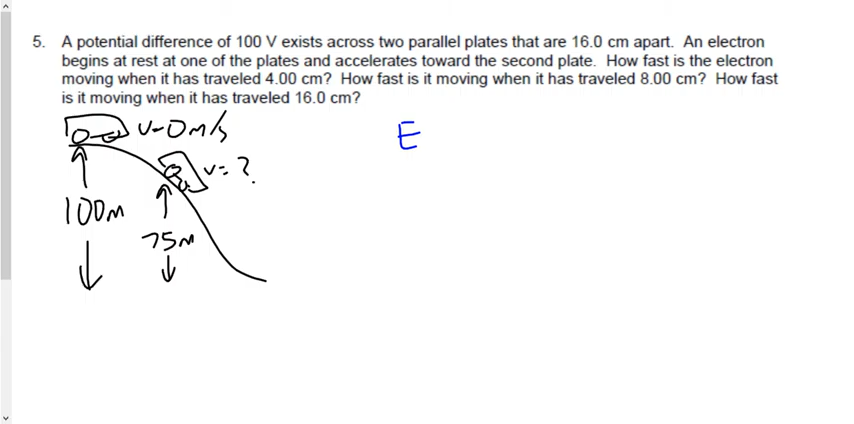 5. A potential difference of 100 V exists across two parallel plates that are 16.0 cm apart. An electron
begins at rest at one of the plates and accelerates toward the second plate. How fast is the electron
moving when it has traveled 4.00 cm? How fast is it moving when it has traveled 8.00 cm? How fast
is it moving when it has traveled 16.0 cm?
v=0m/s
E
v=?
100m
75m